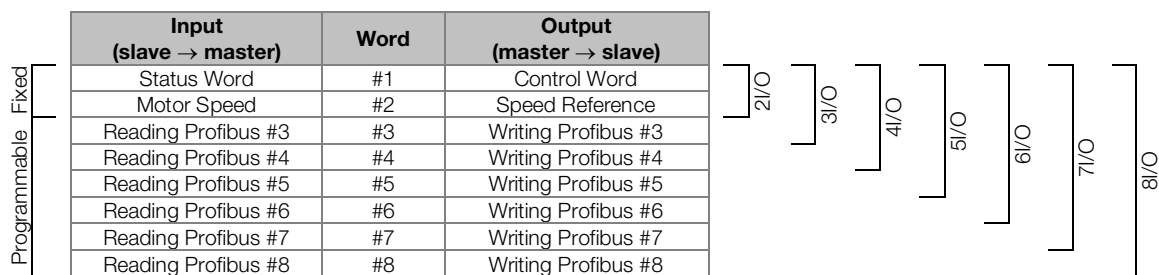 Input (slave → master) Word Output (master → slave)
Fixed
Status Word #1 Control Word
Motor Speed #2 Speed Reference
Programmable
Reading Profibus #3 #3 Writing Profibus #3
Reading Profibus #4 #4 Writing Profibus #4
Reading Profibus #5 #5 Writing Profibus #5
Reading Profibus #6 #6 Writing Profibus #6
Reading Profibus #7 #7 Writing Profibus #7
Reading Profibus #8 #8 Writing Profibus #8
2I/O
3I/O
4I/O
5I/O
6I/O
7I/O
8I/O